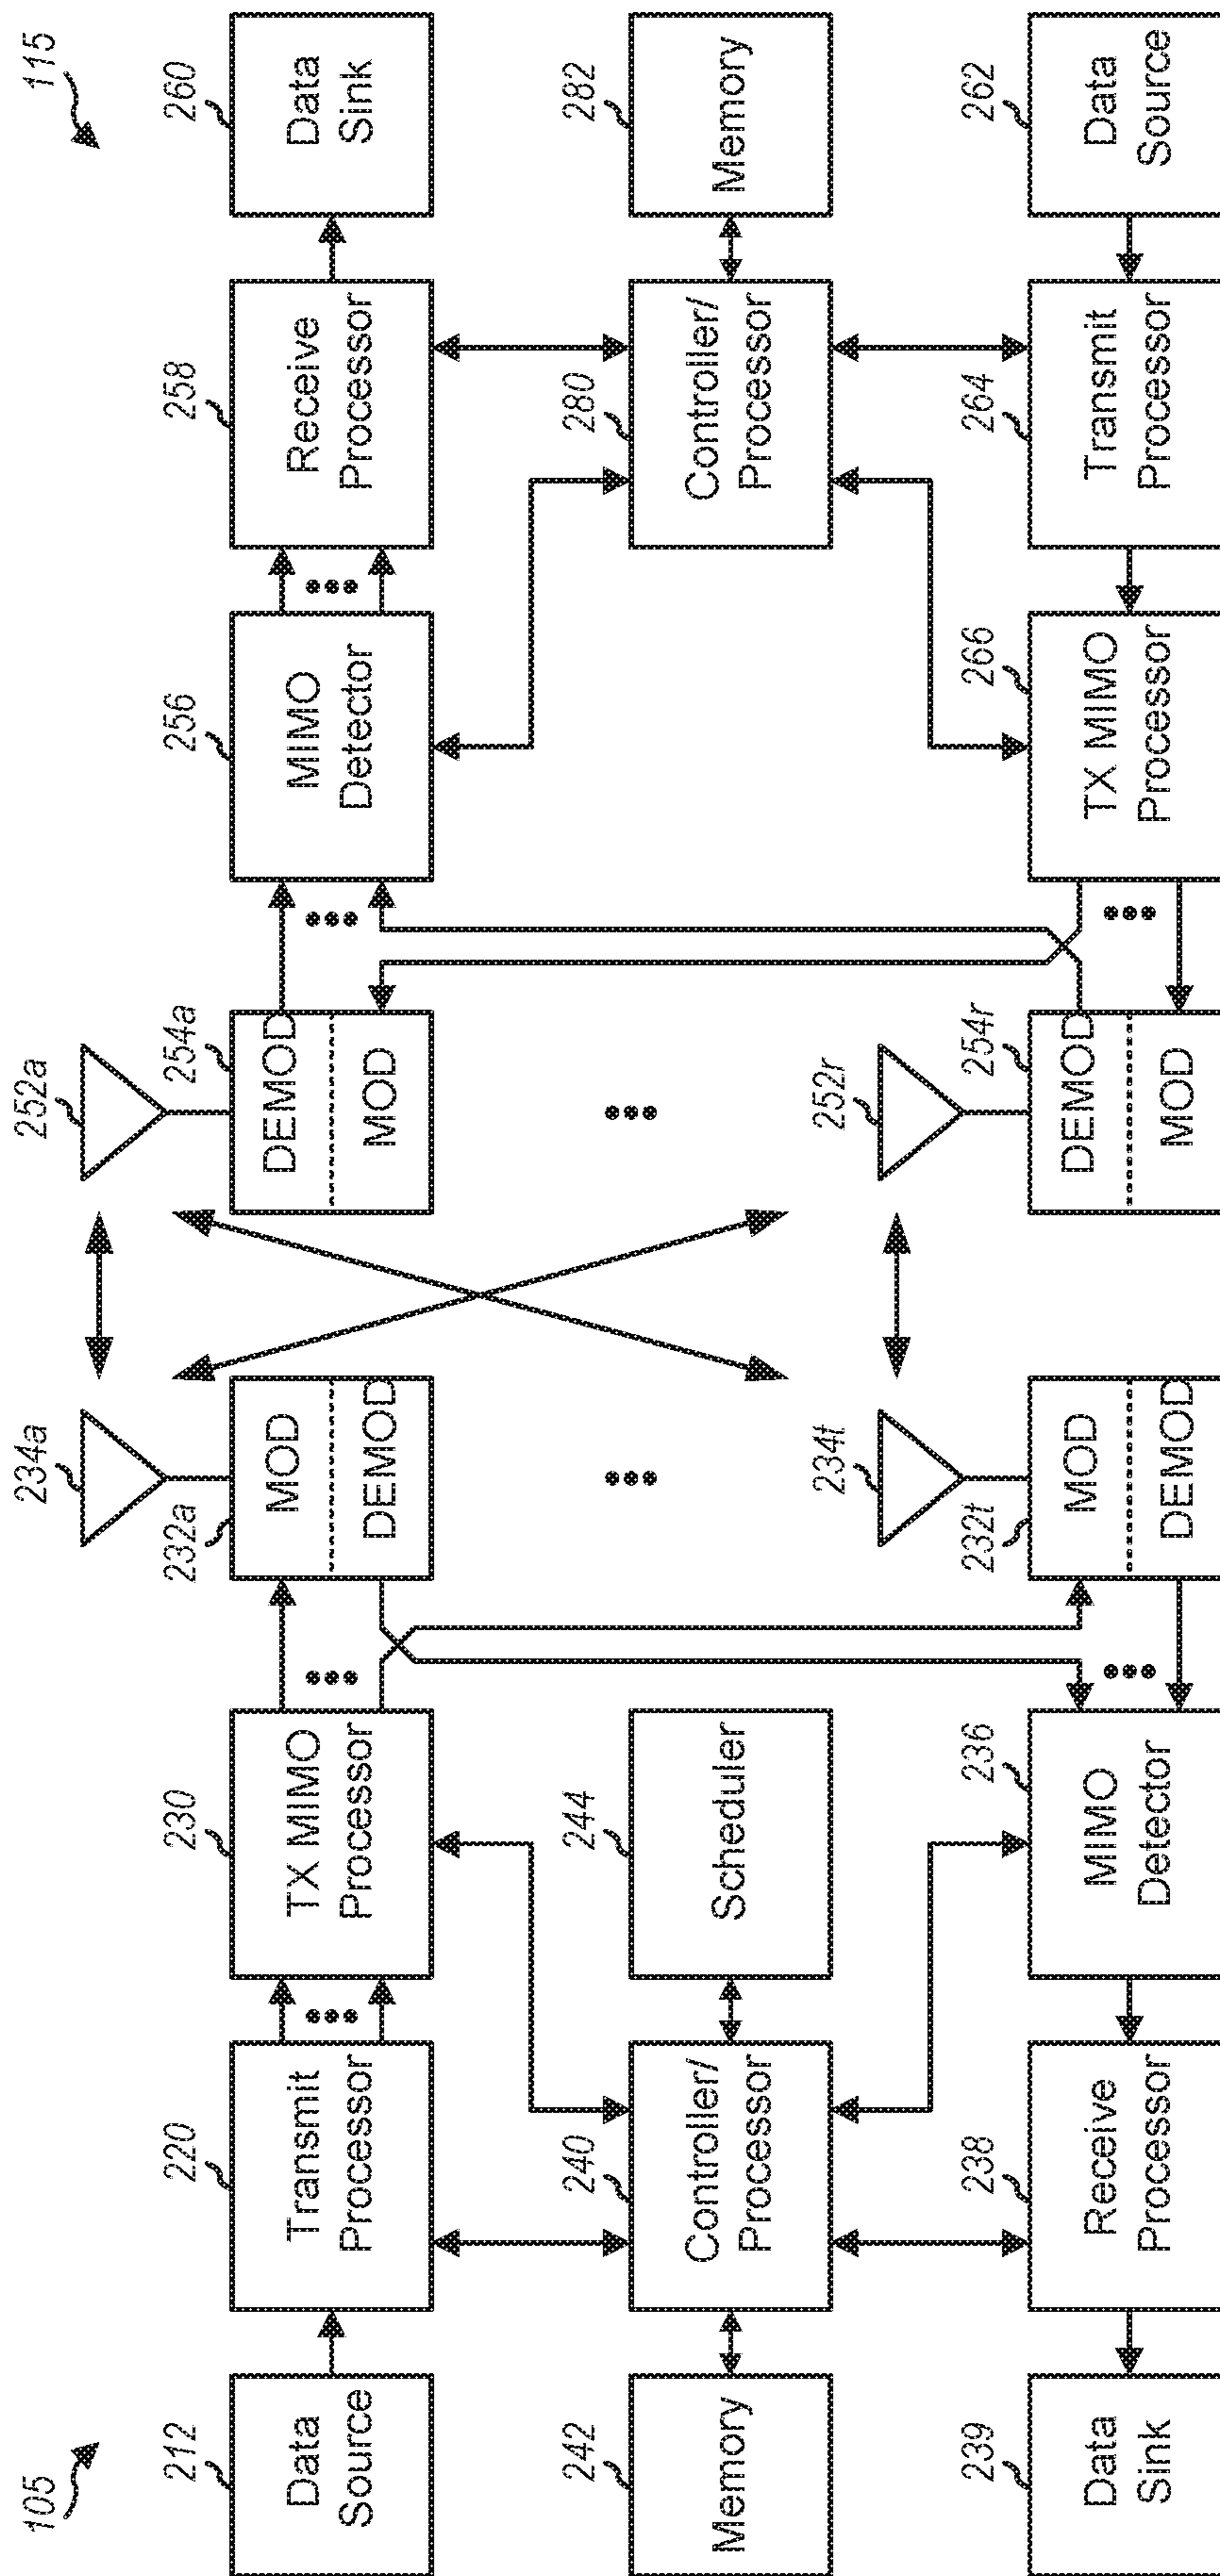 105
115
212
Data
Source
220
Transmit
Processor
230
TX MIMO
Processor
234a
232a
MOD
DEMOD
252a
254a
DEMOD
MOD
256
MIMO
Detector
258
Receive
Processor
260
Data
Sink
242
Memory
240
Controller/
Processor
244
Scheduler
280
Controller/
Processor
282
Memory
239
Data
Sink
238
Receive
Processor
236
MIMO
Detector
234t
232t
MOD
DEMOD
252r
254r
DEMOD
MOD
266
TX MIMO
Processor
264
Transmit
Processor
262
Data
Source